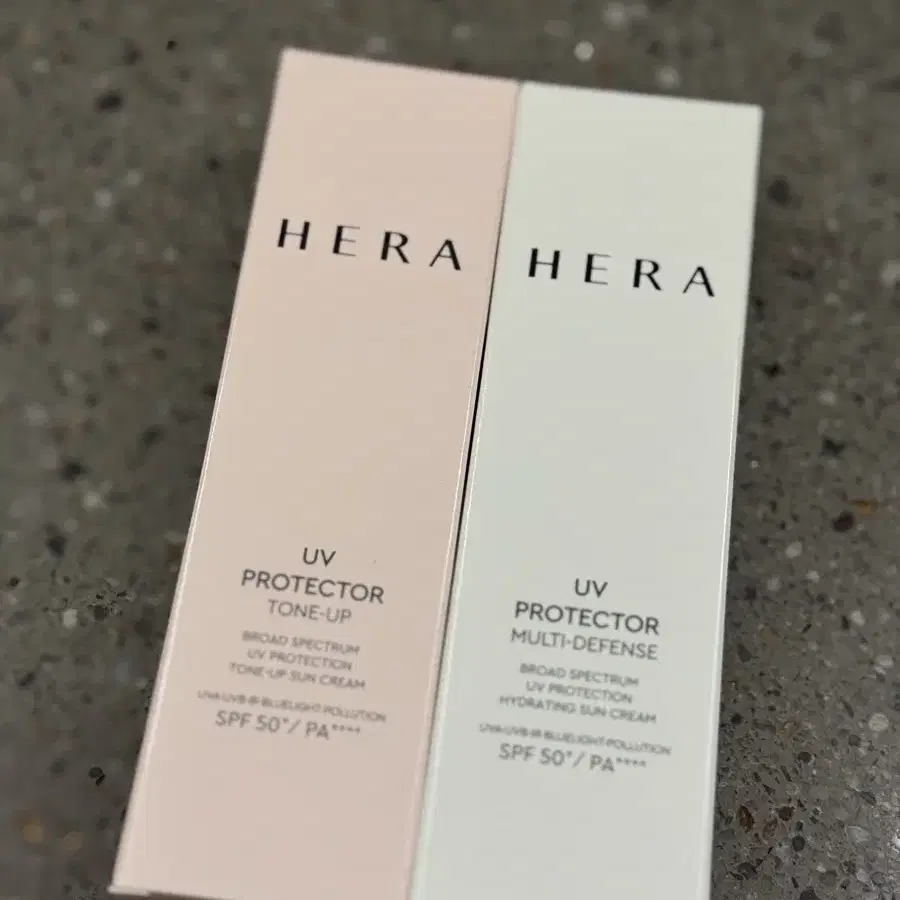 HERA
UV
PROTECTOR
TONE-UP
BROAD SPECTRUM
UV PROTECTION
TONE-UP SUN CREAM
UVA·UVB·IR·BLUELIGHT·POLLUTION
SPF 50+/ PA++++
HERA
UV
PROTECTOR
MULTI-DEFENSE
BROAD SPECTRUM
UV PROTECTION
HYDRATING SUN CREAM
UVA·UVB·IR·BLUELIGHT·POLLUTION
SPF 50+/ PA++++